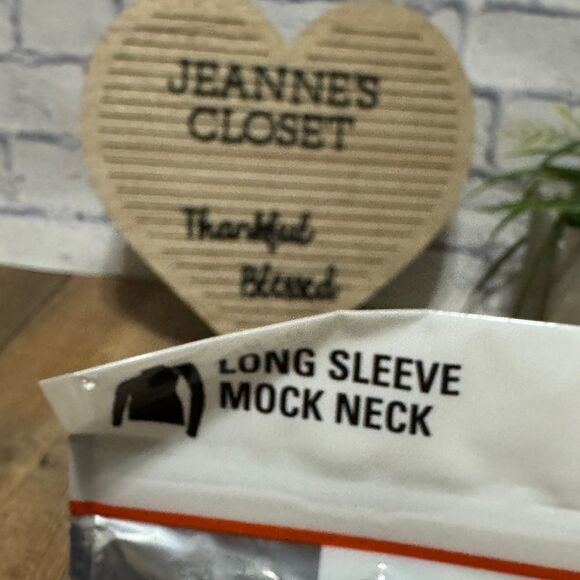 JEANNE'S
CLOSET
Thankful
Blessed
LONG SLEEVE
MOCK NECK